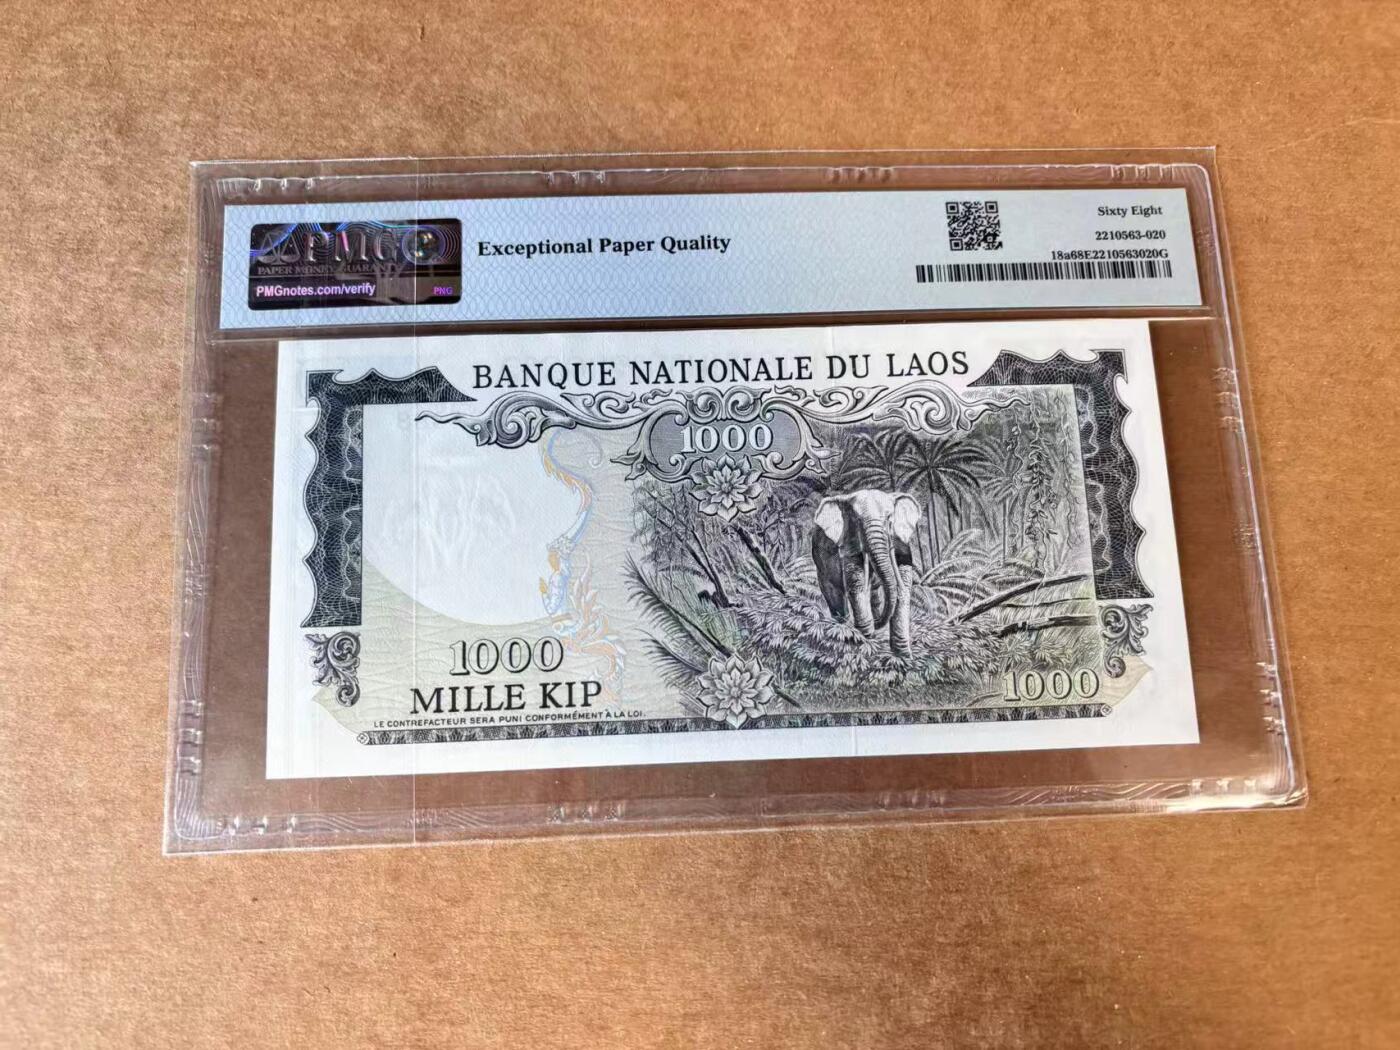 PMG
PAPER MONEY GUARANTY
PMGnotes.com/verify
PNG
Exceptional Paper Quality
Sixty Eight
2210563-020
18a68E2210563020G
BANQUE NATIONALE DU LAOS
1000
1000
MILLE KIP
LE CONTREFACTEUR SERA PUNI CONFORMÉMENT À LA LOI.
1000